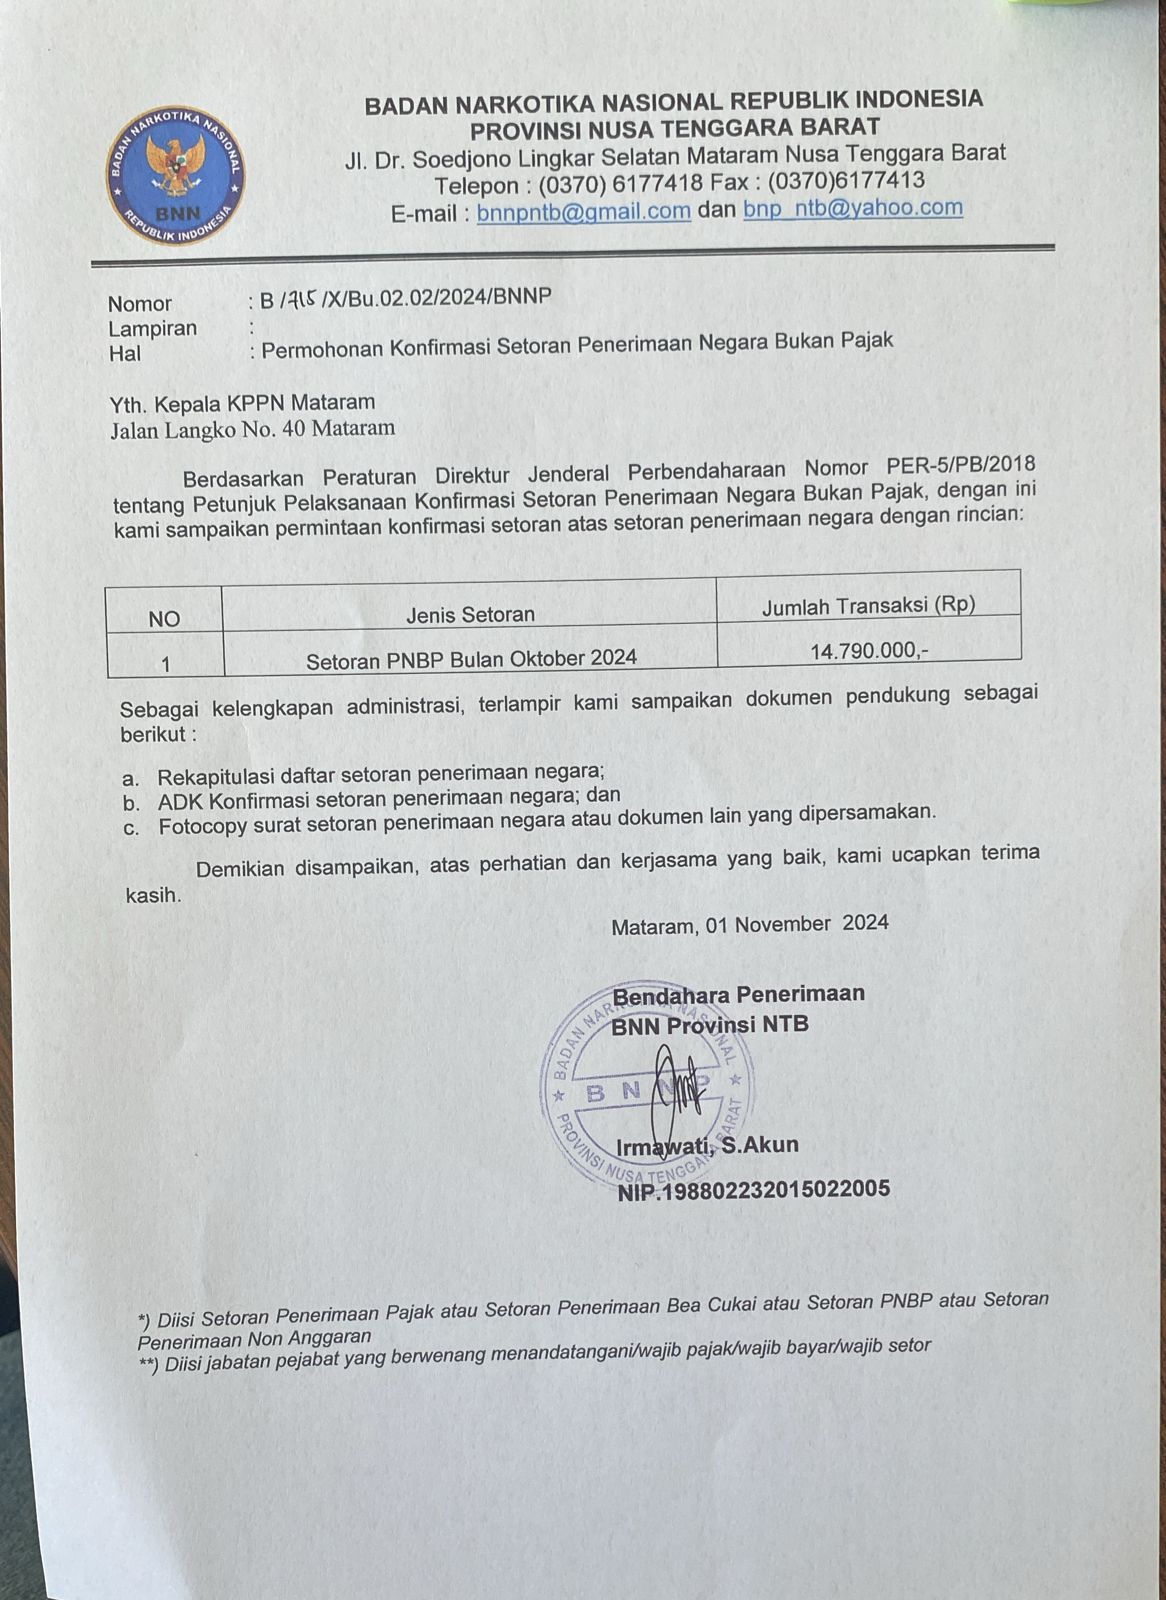 BADAN NARKOTIKA NASIONAL
REPUBLIK INDONESIA
BNN
BADAN NARKOTIKA NASIONAL REPUBLIK INDONESIA
PROVINSI NUSA TENGGARA BARAT
Jl. Dr. Soedjono Lingkar Selatan Mataram Nusa Tenggara Barat
Telepon : (0370) 6177418 Fax : (0370)6177413
E-mail : bnnpntb@gmail.com dan bnp_ntb@yahoo.com
Nomor : B /715 /X/Bu.02.02/2024/BNNP
Lampiran :
Hal : Permohonan Konfirmasi Setoran Penerimaan Negara Bukan Pajak
Yth. Kepala KPPN Mataram
Jalan Langko No. 40 Mataram
Berdasarkan Peraturan Direktur Jenderal Perbendaharaan Nomor PER-5/PB/2018
tentang Petunjuk Pelaksanaan Konfirmasi Setoran Penerimaan Negara Bukan Pajak, dengan ini
kami sampaikan permintaan konfirmasi setoran atas setoran penerimaan negara dengan rincian:
NO Jenis Setoran Jumlah Transaksi (Rp)
1 Setoran PNBP Bulan Oktober 2024 14.790.000,-
Sebagai kelengkapan administrasi, terlampir kami sampaikan dokumen pendukung sebagai
berikut :
a. Rekapitulasi daftar setoran penerimaan negara;
b. ADK Konfirmasi setoran penerimaan negara; dan
c. Fotocopy surat setoran penerimaan negara atau dokumen lain yang dipersamakan.
Demikian disampaikan, atas perhatian dan kerjasama yang baik, kami ucapkan terima
kasih.
Mataram, 01 November 2024
Bendahara Penerimaan
BNN Provinsi NTB
BADAN NARKOTIKA NASIONAL
B N N P
PROVINSI NUSA TENGGARA BARAT
Irmawati, S.Akun
NIP.198802232015022005
*) Diisi Setoran Penerimaan Pajak atau Setoran Penerimaan Bea Cukai atau Setoran PNBP atau Setoran
Penerimaan Non Anggaran
**) Diisi jabatan pejabat yang berwenang menandatangani/wajib pajak/wajib bayar/wajib setor